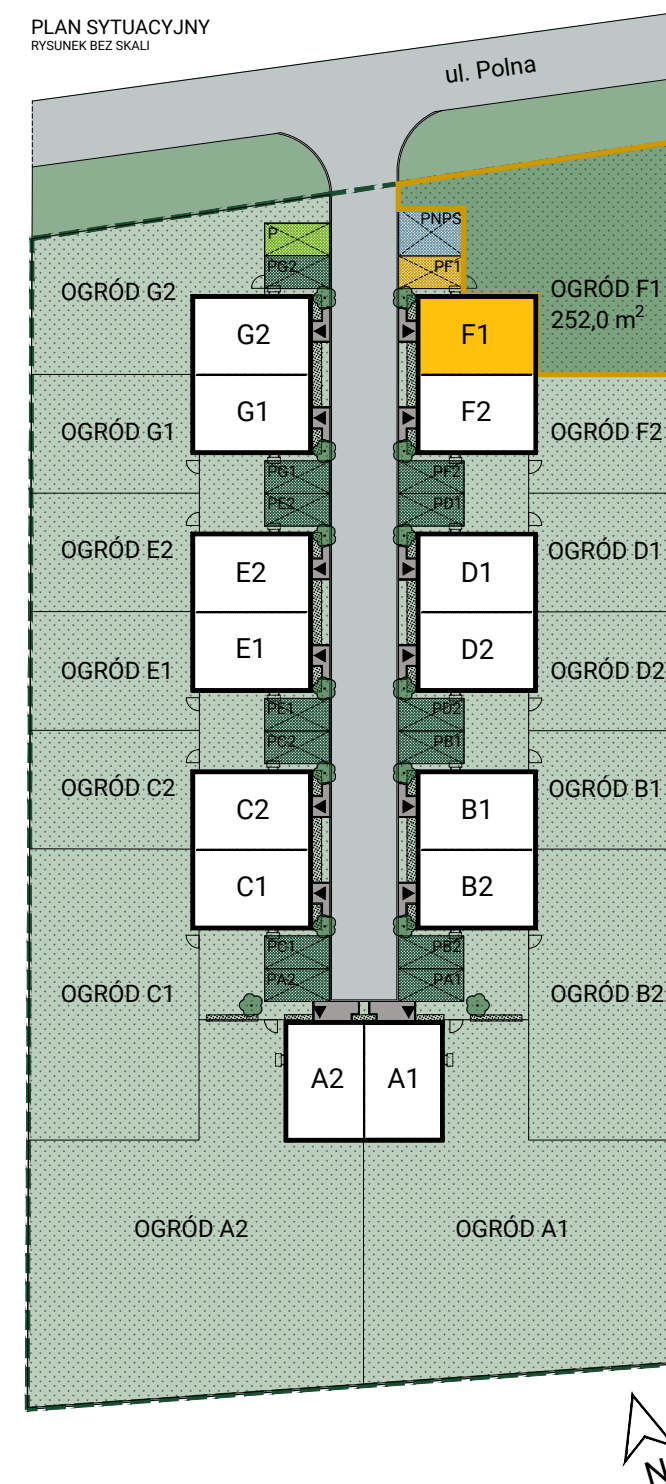 PLAN SYTUACYJNY
RYSUNEK BEZ SKALI
ul. Polna
P
PNPS
PG2
PF1
OGRÓD G2
OGRÓD F1
252,0 m²
G2
F1
G1
F2
OGRÓD G1
OGRÓD F2
PG1
PF2
PE2
PD1
OGRÓD E2
OGRÓD D1
E2
D1
E1
D2
OGRÓD E1
OGRÓD D2
PE1
PD2
PC2
PB1
OGRÓD C2
OGRÓD B1
C2
B1
C1
B2
PC1
PB2
PA2
PA1
OGRÓD C1
OGRÓD B2
A2
A1
OGRÓD A2
OGRÓD A1
N